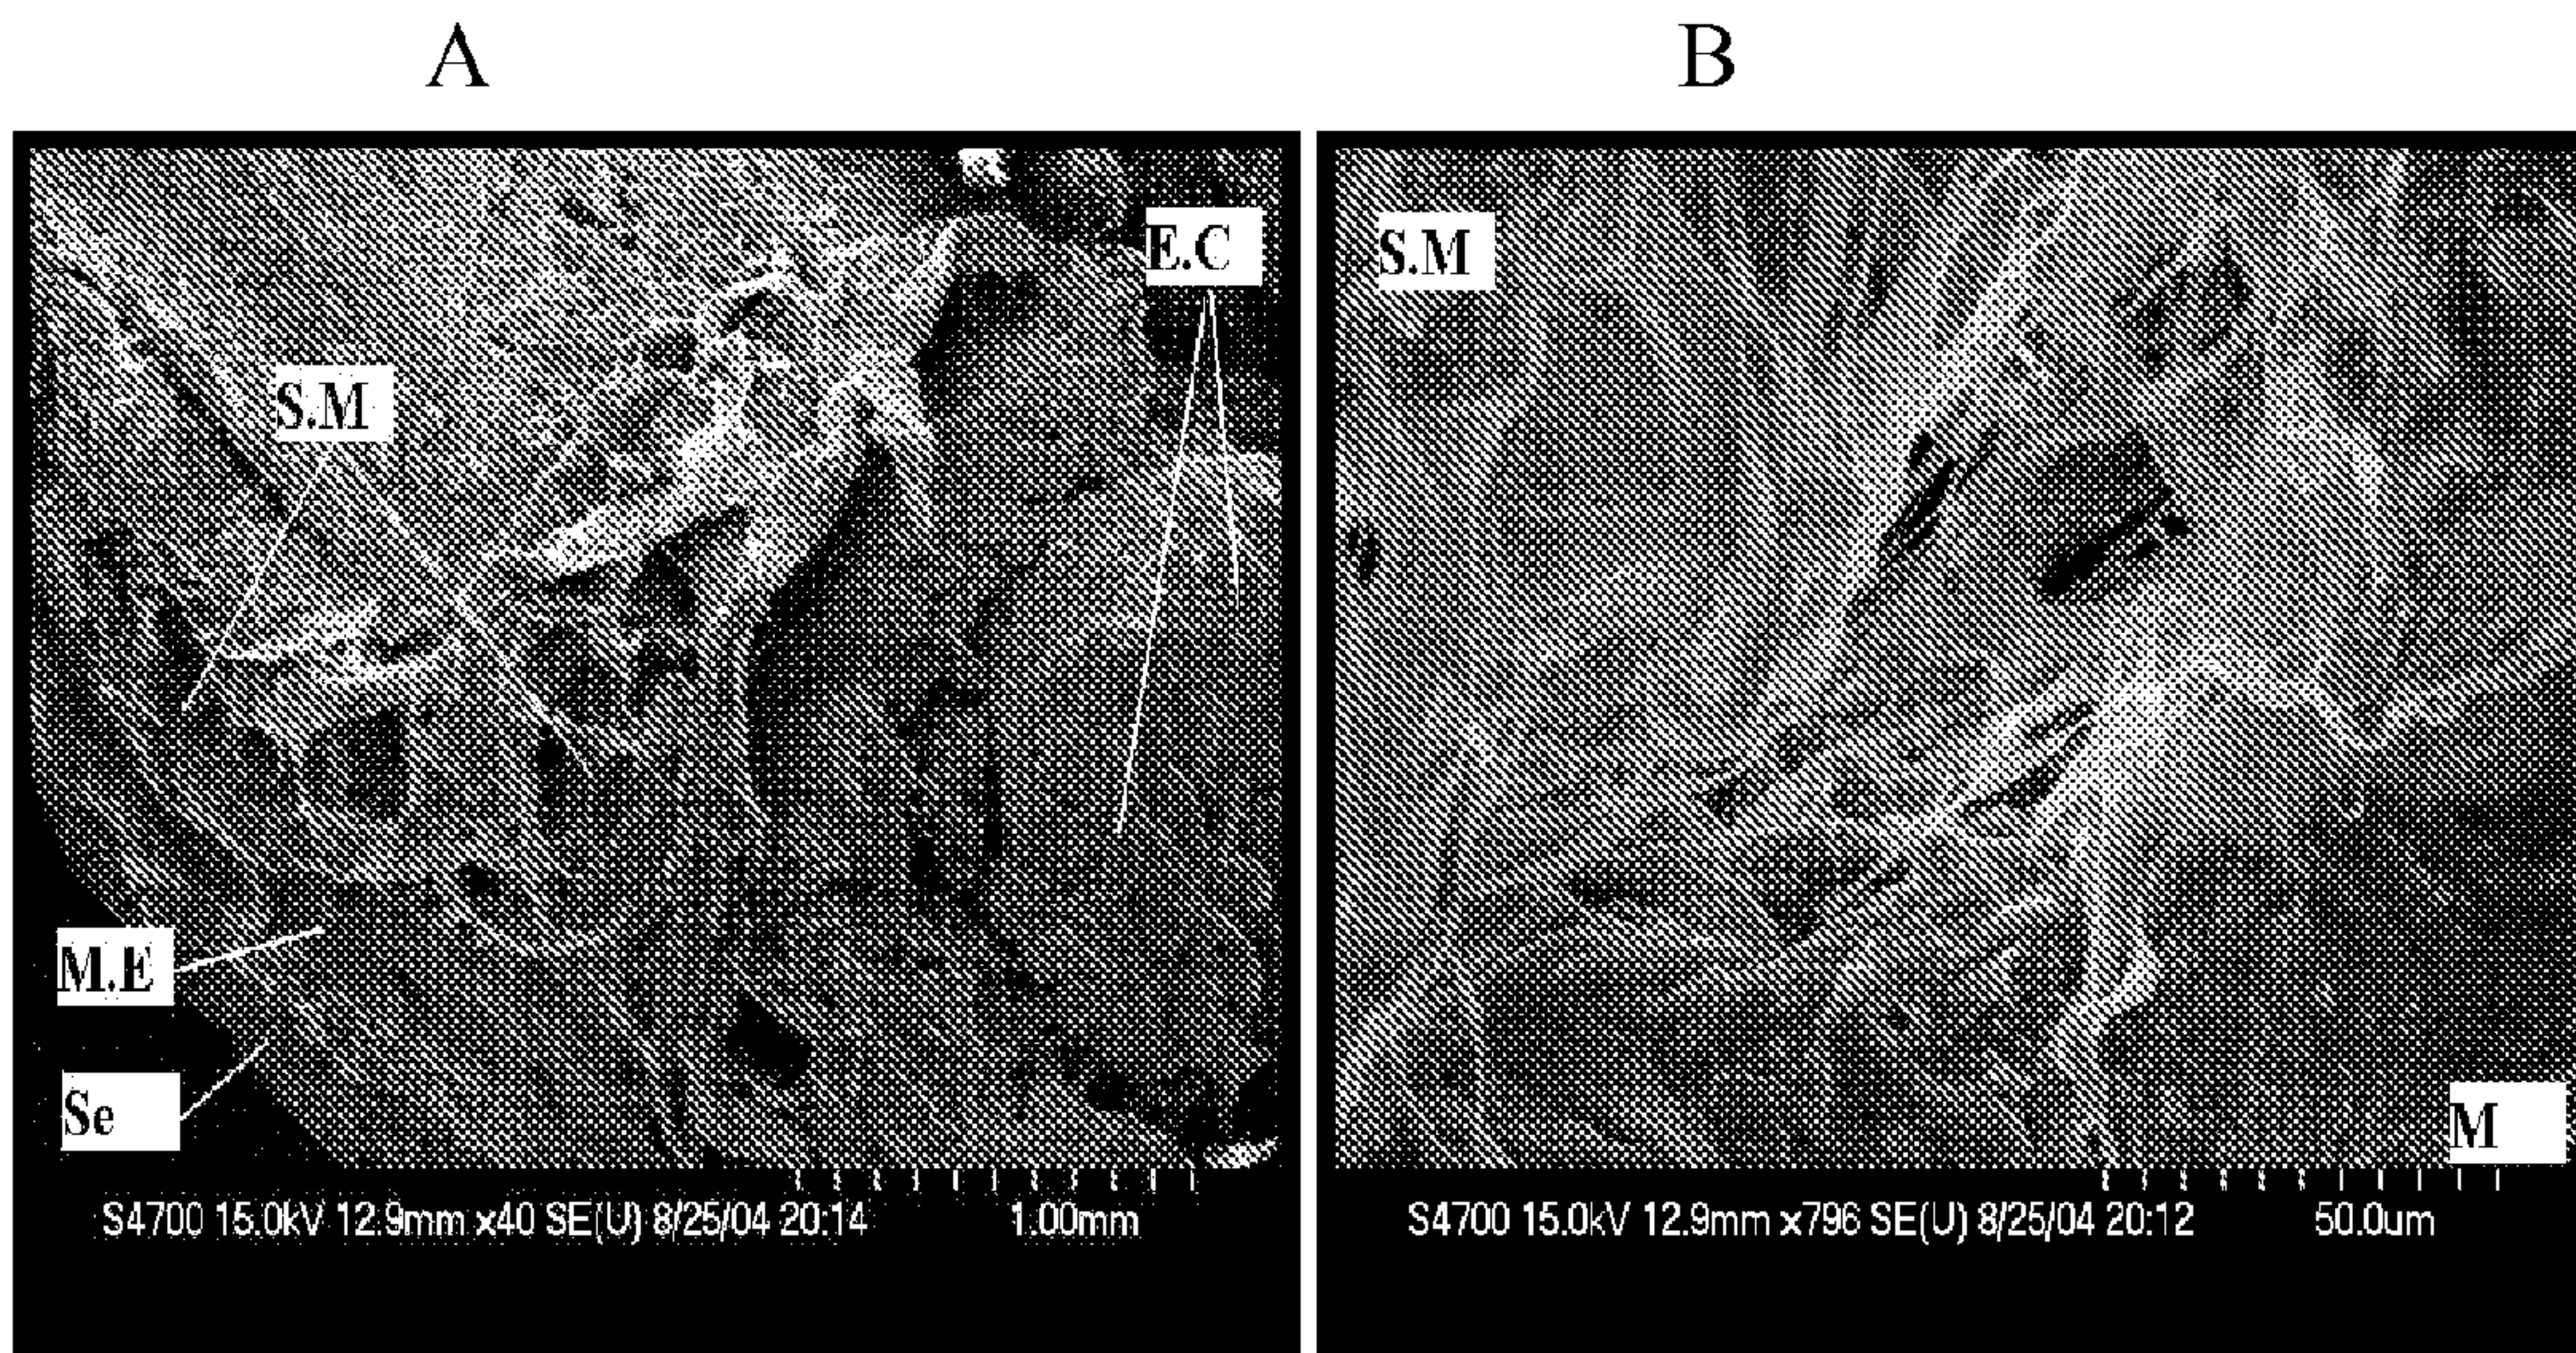 A
B
E.C
S.M
M.E
Se
S4700 15.0kV 12.9mm x40 SE(U) 8/25/04 20:14
1.00mm
S.M
M
S4700 15.0kV 12.9mm x796 SE(U) 8/25/04 20:12
50.0um